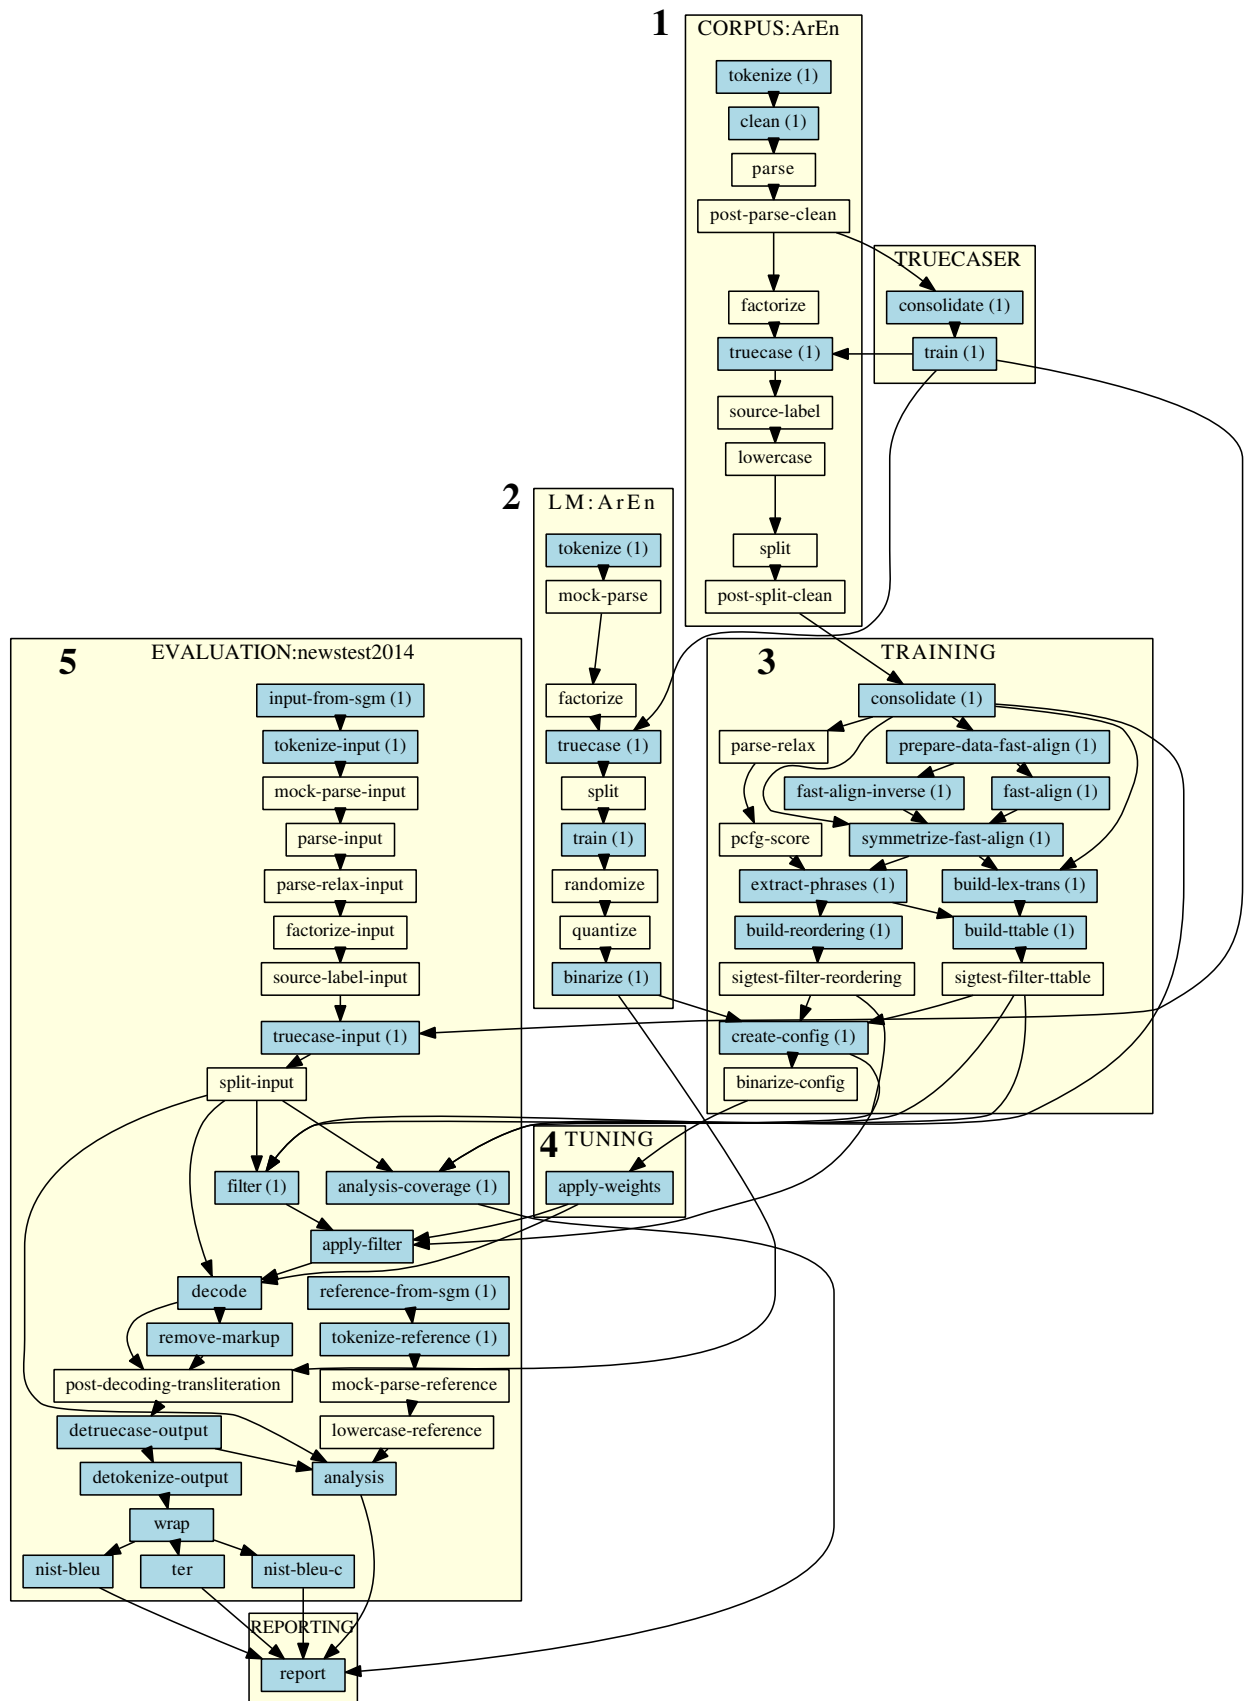 1
CORPUS:ArEn
tokenize (1)
clean (1)
parse
post-parse-clean
factorize
truecase (1)
source-label
lowercase
split
post-split-clean
TRUECASER
consolidate (1)
train (1)
2
LM:ArEn
tokenize (1)
mock-parse
factorize
truecase (1)
split
train (1)
randomize
quantize
binarize (1)
3
TRAINING
consolidate (1)
parse-relax
prepare-data-fast-align (1)
fast-align-inverse (1)
fast-align (1)
pcfg-score
symmetrize-fast-align (1)
extract-phrases (1)
build-lex-trans (1)
build-reordering (1)
build-ttable (1)
sigtest-filter-reordering
sigtest-filter-ttable
create-config (1)
binarize-config
4
TUNING
apply-weights
5
EVALUATION:newstest2014
input-from-sgm (1)
tokenize-input (1)
mock-parse-input
parse-input
parse-relax-input
factorize-input
source-label-input
truecase-input (1)
split-input
filter (1)
analysis-coverage (1)
apply-filter
decode
reference-from-sgm (1)
remove-markup
tokenize-reference (1)
post-decoding-transliteration
mock-parse-reference
detruecase-output
lowercase-reference
detokenize-output
analysis
wrap
nist-bleu
ter
nist-bleu-c
REPORTING
report